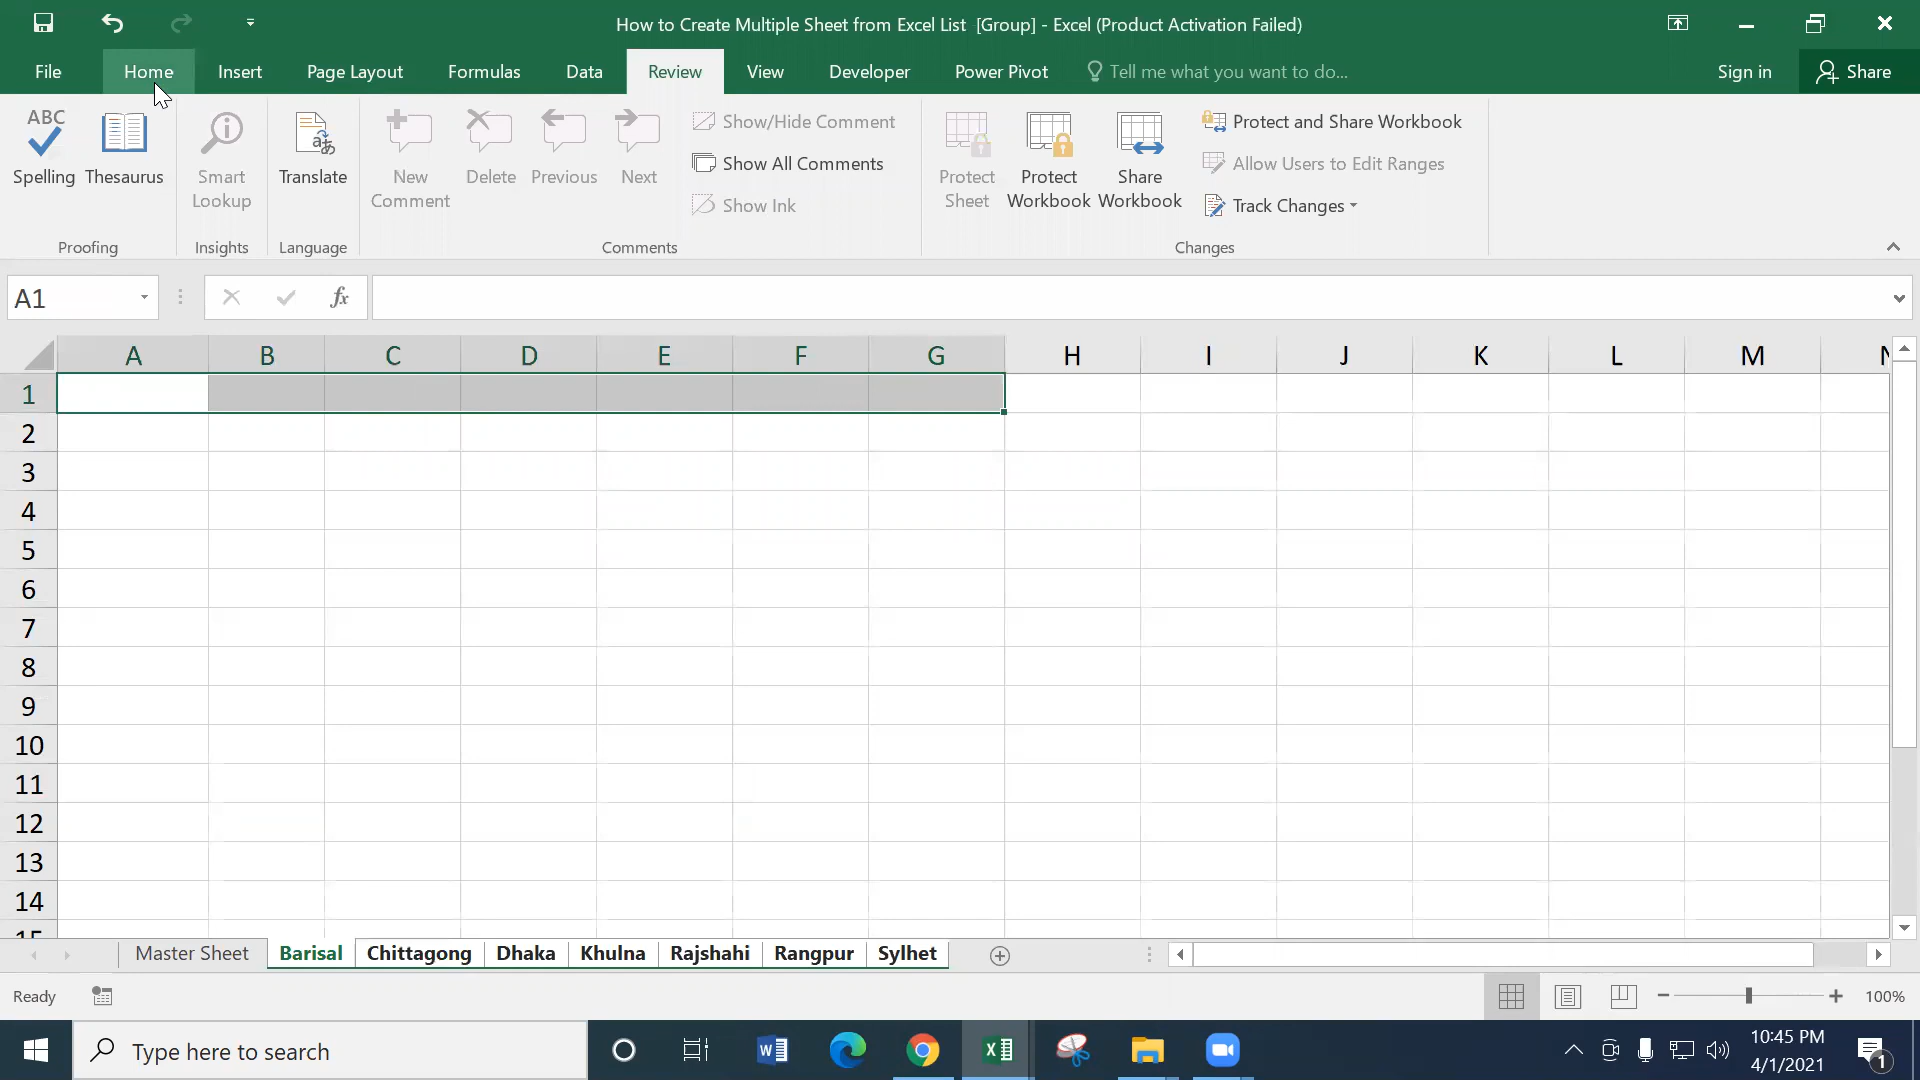 How to Create Multiple Sheet from Excel List [Group] - Excel (Product Activation Failed)
File Home Insert Page Layout Formulas Data Review View Developer Power Pivot Tell me what you want to do... Sign in Share
ABC
Spelling Thesaurus Smart Lookup Translate New Comment Delete Previous Next
Show/Hide Comment
Show All Comments
Show Ink
Protect Sheet Protect Workbook Share Workbook
Protect and Share Workbook
Allow Users to Edit Ranges
Track Changes
Proofing Insights Language Comments Changes
A1 fx
A B C D E F G H I J K L M N
1
2
3
4
5
6
7
8
9
10
11
12
13
14
15
Master Sheet Barisal Chittagong Dhaka Khulna Rajshahi Rangpur Sylhet
Ready 100%
Type here to search
10:45 PM
4/1/2021
1